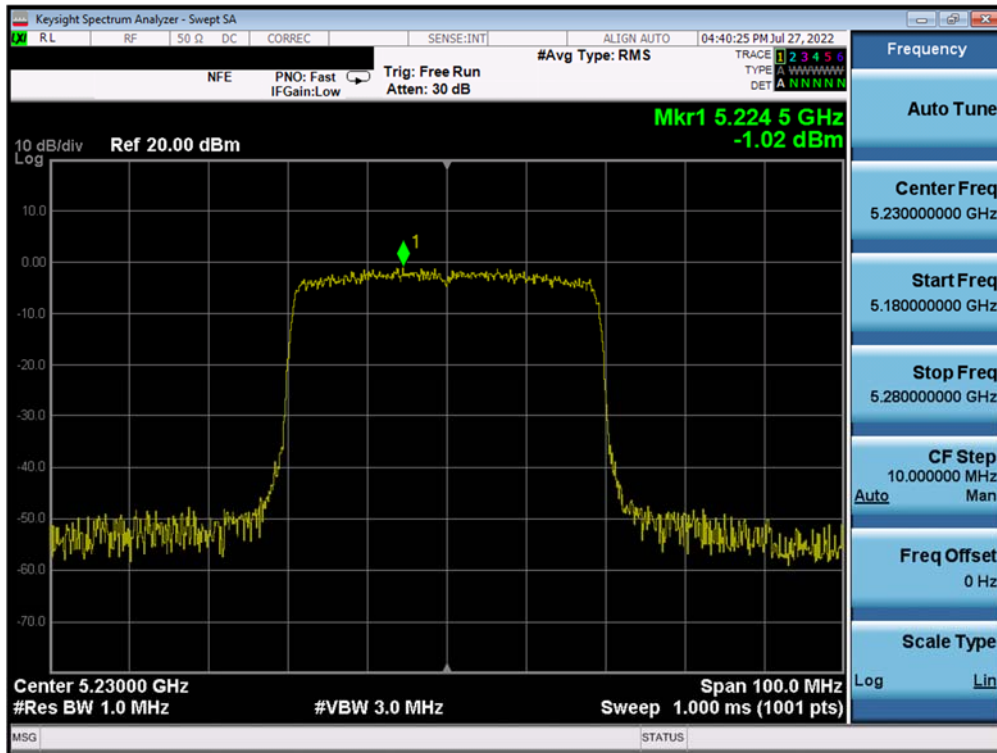 Keysight Spectrum Analyzer - Swept SA
LXI RL RF 50 Ω DC CORREC SENSE:INT ALIGN AUTO 04:40:25 PM Jul 27, 2022
Frequency
#Avg Type: RMS
TRACE 1 2 3 4 5 6
TYPE A W W W W W
DET A N N N N N
NFE PNO: Fast Trig: Free Run
IFGain:Low Atten: 30 dB
Auto Tune
Mkr1 5.224 5 GHz
-1.02 dBm
10 dB/div Ref 20.00 dBm
Log
Center Freq
5.230000000 GHz
10.0
1
0.00
Start Freq
5.180000000 GHz
-10.0
-20.0
Stop Freq
5.280000000 GHz
-30.0
-40.0
CF Step
10.000000 MHz
Auto Man
-50.0
Freq Offset
0 Hz
-60.0
-70.0
Scale Type
Log Lin
Center 5.23000 GHz Span 100.0 MHz
#Res BW 1.0 MHz #VBW 3.0 MHz Sweep 1.000 ms (1001 pts)
MSG STATUS